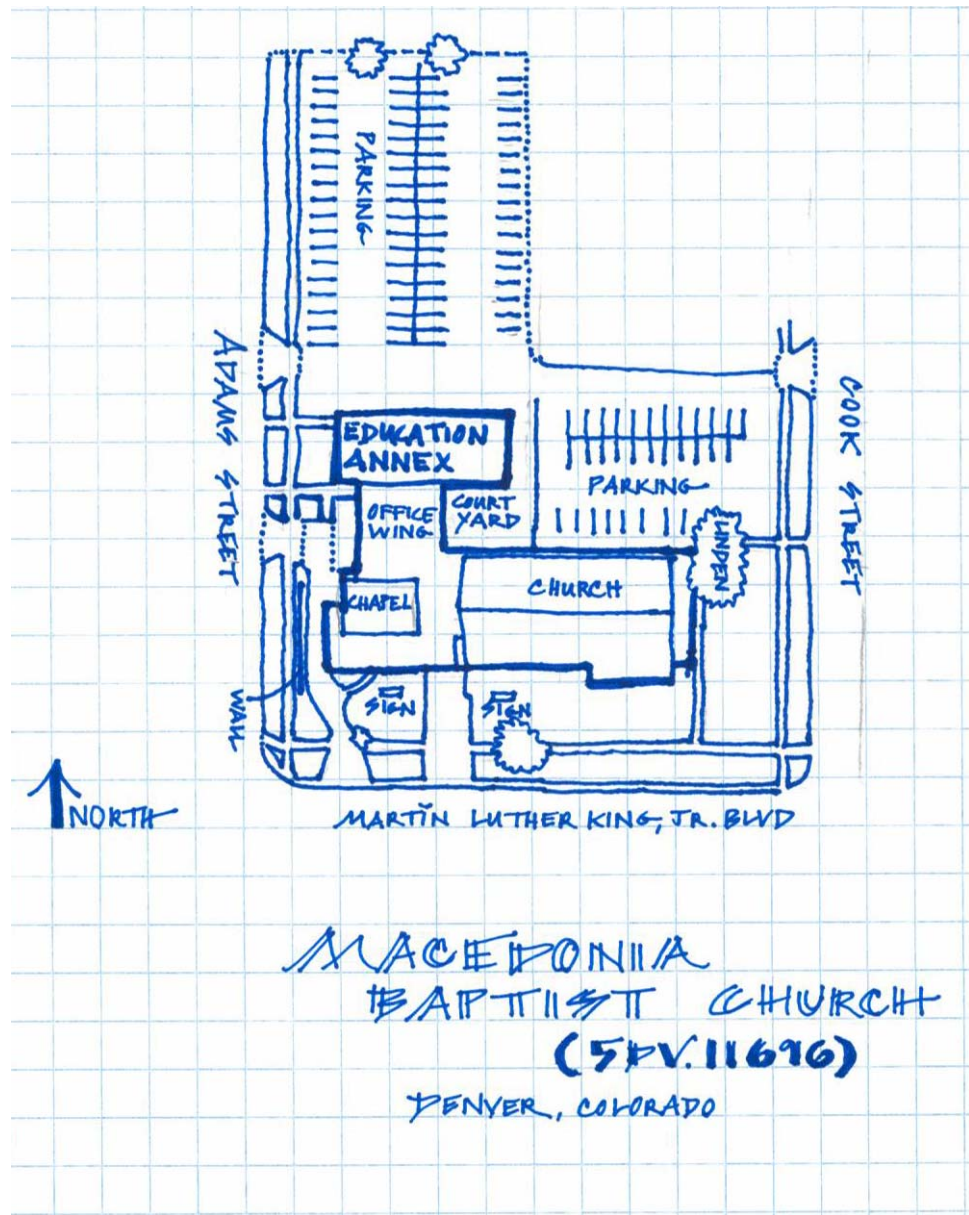 PARKING
ADAMS STREET
COOK STREET
EDUCATION
ANNEX
PARKING
OFFICE
WING
COURT
YARD
LINDEN
CHURCH
CHAPEL
WALL
SIGN
SIGN
NORTH
MARTIN LUTHER KING, JR. BLVD
MACEDONIA
BAPTIST CHURCH
(5DV.11696)
DENVER, COLORADO